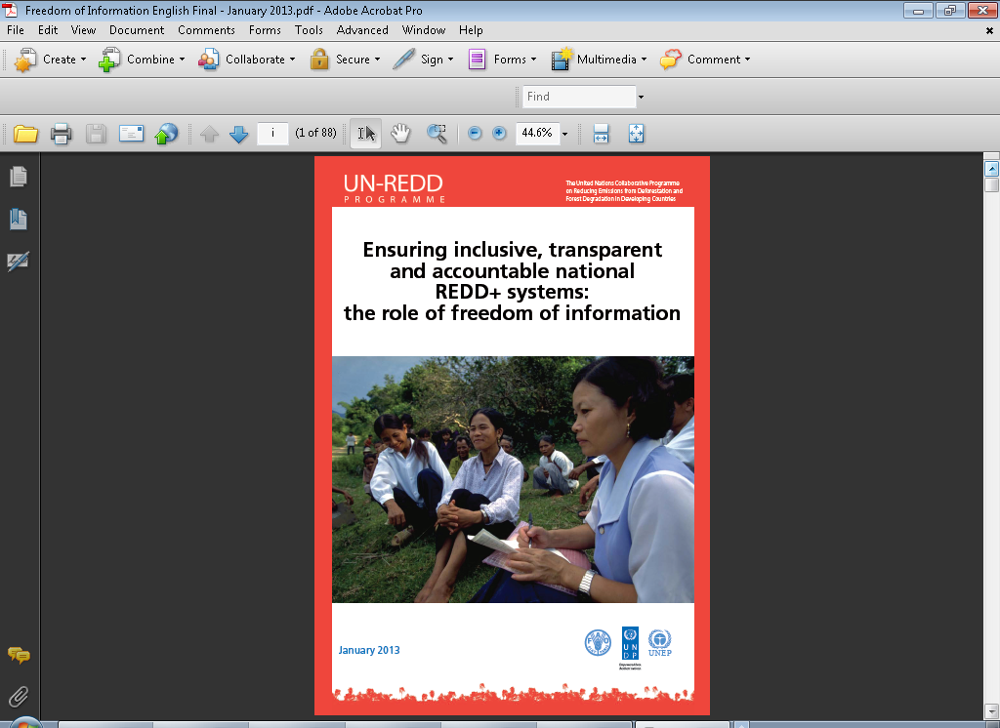 Freedom of Information English Final - January 2013.pdf - Adobe Acrobat Pro
File Edit View Document Comments Forms Tools Advanced Window Help
Create Combine Collaborate Secure Sign Forms Multimedia Comment
Find
i (1 of 88) 44.6%
UN-REDD
PROGRAMME
The United Nations Collaborative Programme
on Reducing Emissions from Deforestation and
Forest Degradation in Developing Countries
Ensuring inclusive, transparent
and accountable national
REDD+ systems:
the role of freedom of information
January 2013
U N
D P
UNEP